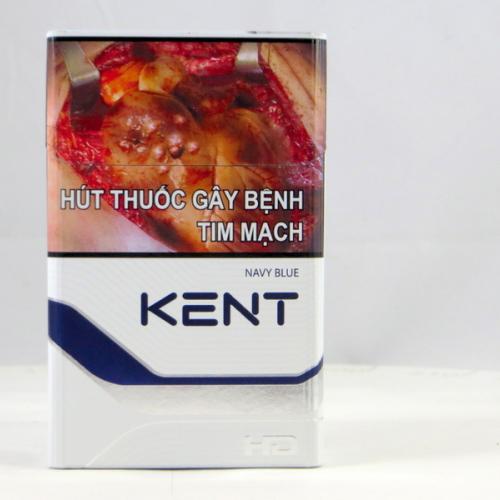 HÚT THUỐC GÂY BỆNH
TIM MẠCH
NAVY BLUE
KENT
HD